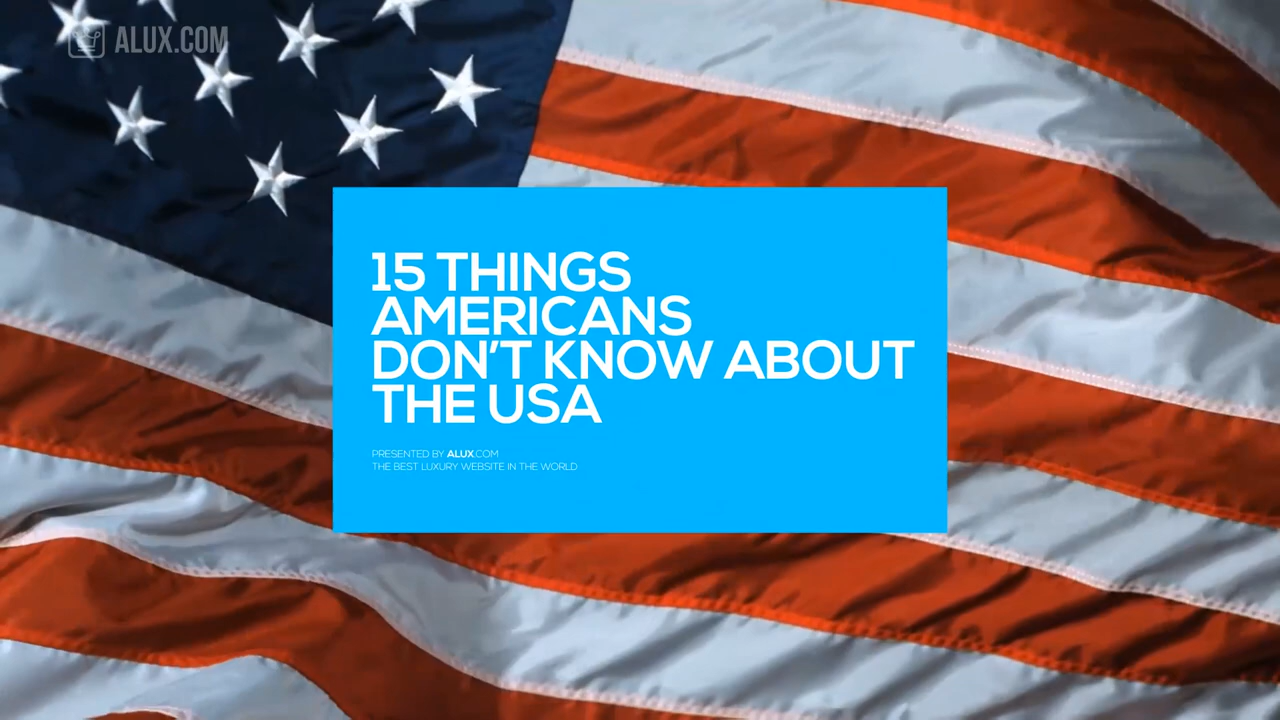 ALUX.COM
15 THINGS
AMERICANS
DON'T KNOW ABOUT
THE USA
PRESENTED BY ALUX.COM
THE BEST LUXURY WEBSITE IN THE WORLD